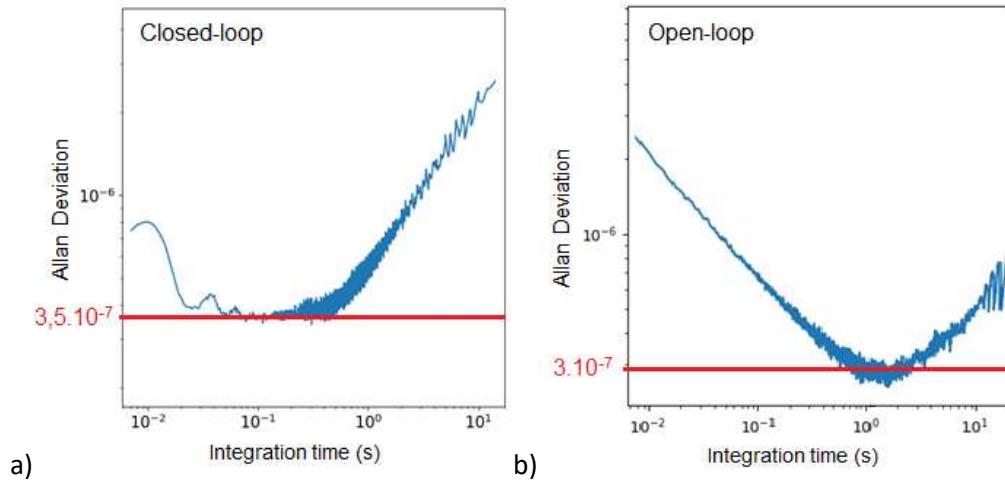 Closed-loop
Allan Deviation
10⁻⁶
3,5.10⁻⁷
10⁻² 10⁻¹ 10⁰ 10¹
Integration time (s)
a)
Open-loop
Allan Deviation
10⁻⁶
3.10⁻⁷
10⁻² 10⁻¹ 10⁰ 10¹
Integration time (s)
b)